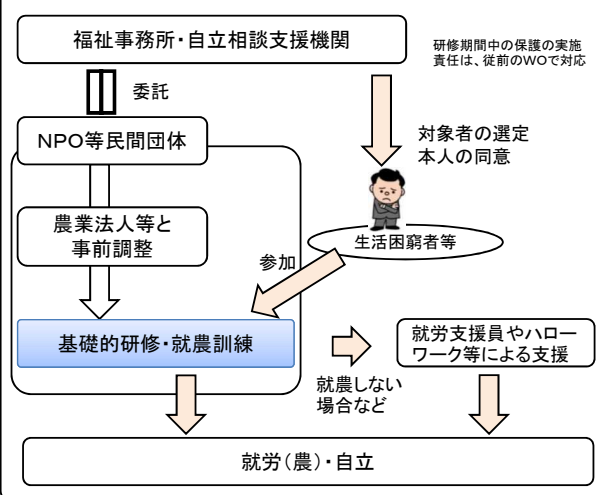 福祉事務所・自立相談支援機関
研修期間中の保護の実施
責任は、従前のWOで対応
委託
NPO等民間団体
対象者の選定
本人の同意
農業法人等と
事前調整
生活困窮者等
参加
基礎的研修・就農訓練
就労支援員やハロー
ワーク等による支援
就農しない
場合など
就労(農)・自立